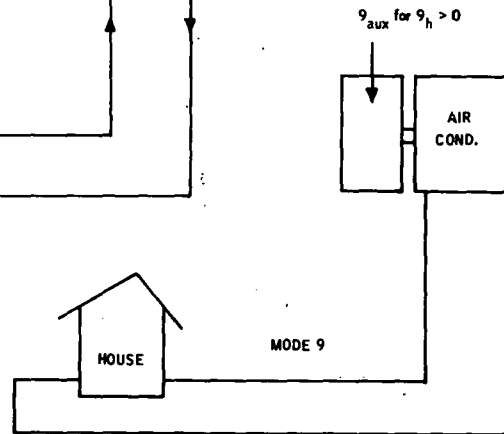 9aux for 9h > 0
AIR
COND.
HOUSE
MODE 9